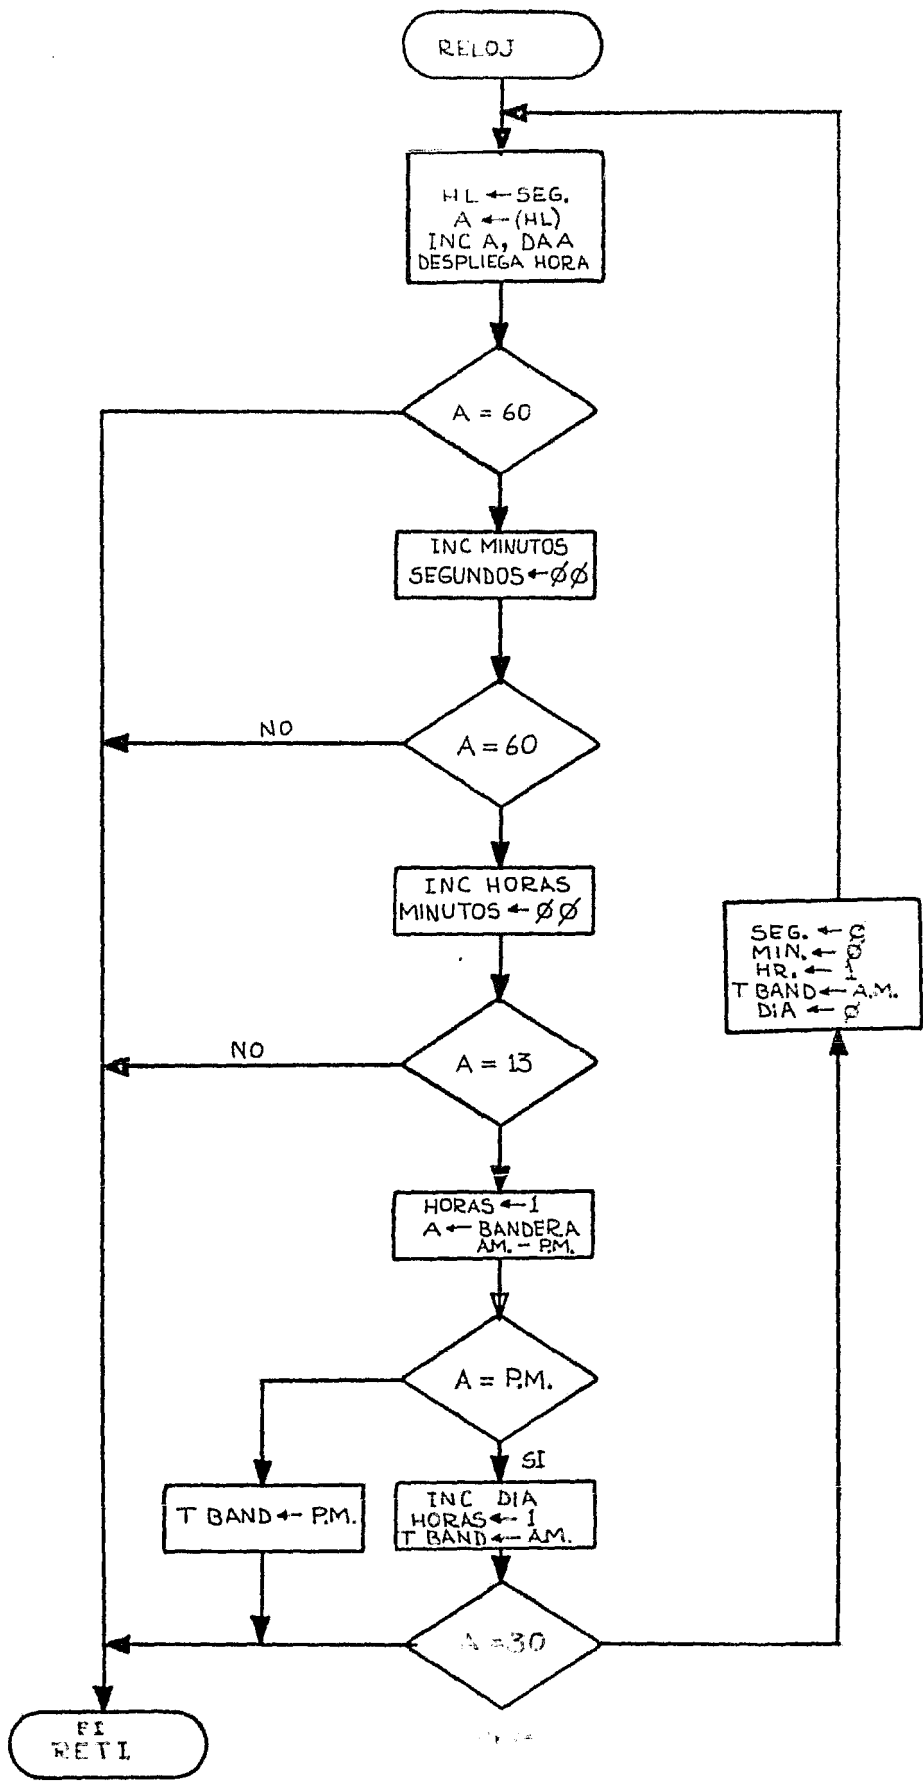 RELOJ
HL ← SEG.
A ← (HL)
INC A, DAA
DESPLIEGA HORA
A = 60
INC MINUTOS
SEGUNDOS ← ØØ
NO
A = 60
INC HORAS
MINUTOS ← ØØ
SEG. ← Ø
MIN. ← Ø
HR. ← 1
T BAND ← A.M.
DIA ← Ø
NO
A = 13
HORAS ← 1
A ← BANDERA
AM. - P.M.
A = P.M.
SI
T BAND ← P.M.
INC DIA
HORAS ← 1
T BAND ← AM.
A = 30
RETI